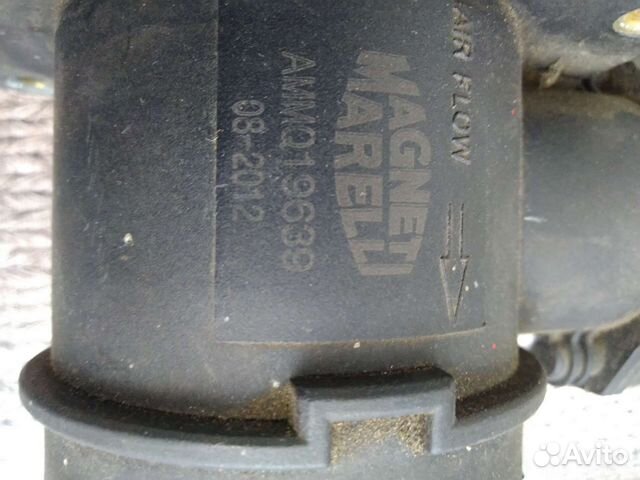 AIR FLOW
MAGNETI
MARELLI
AMMQ19639
08-2012
Avito